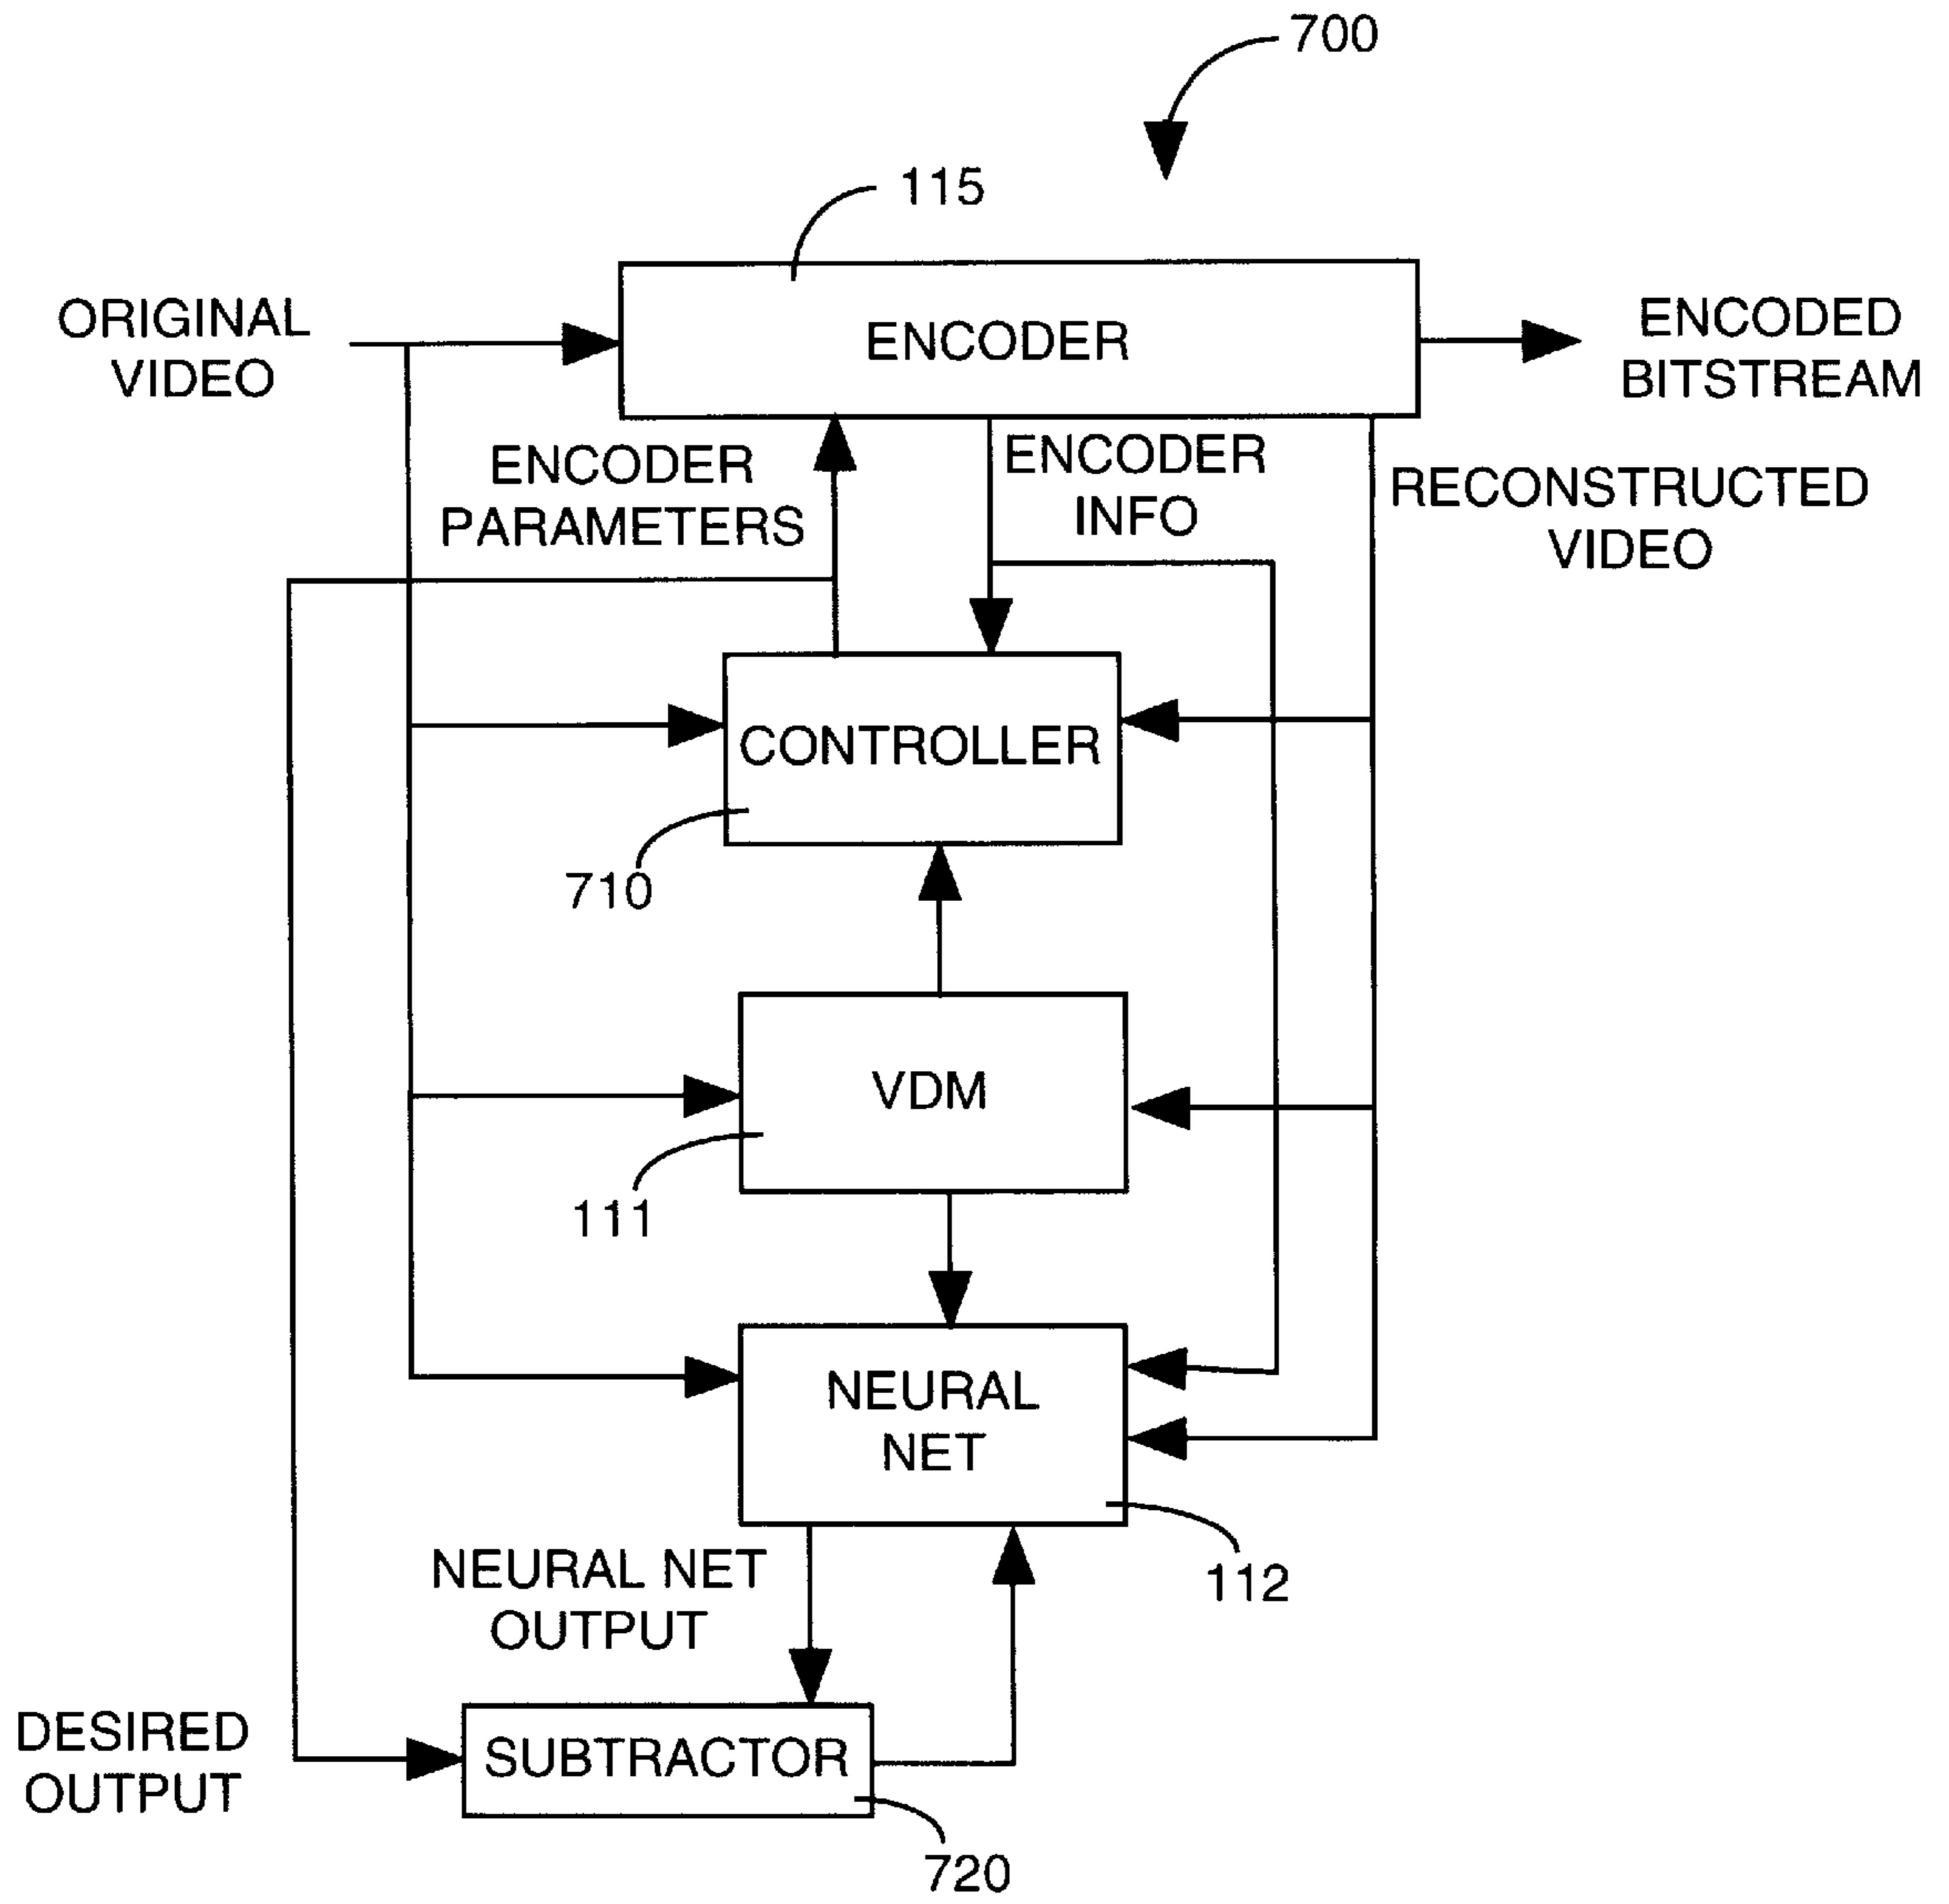 700
115
ORIGINAL
VIDEO
ENCODER
ENCODED
BITSTREAM
ENCODER
PARAMETERS
ENCODER
INFO
RECONSTRUCTED
VIDEO
CONTROLLER
710
VDM
111
NEURAL
NET
112
NEURAL NET
OUTPUT
DESIRED
OUTPUT
SUBTRACTOR
720